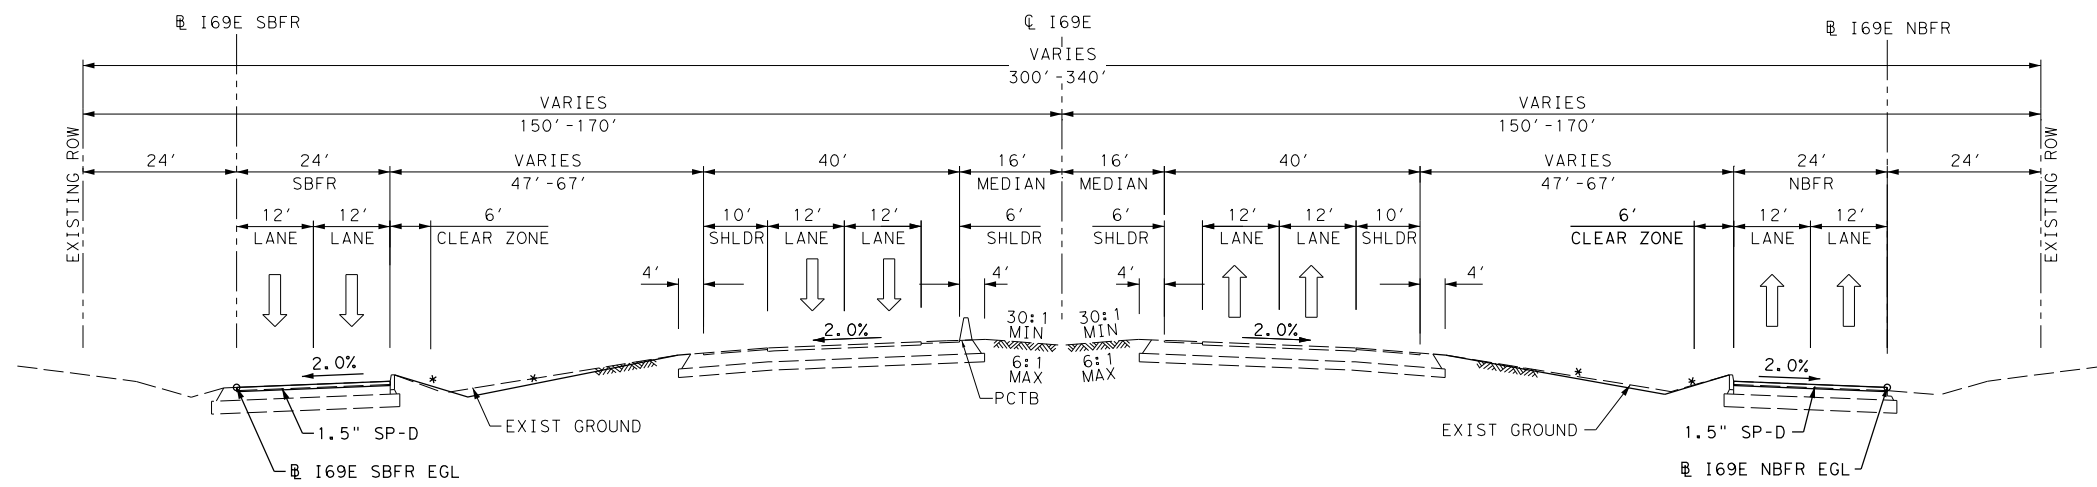 ℄ I69E
B̲L I69E SBFR
B̲L I69E NBFR
VARIES
300'-340'
VARIES
150'-170'
VARIES
150'-170'
EXISTING ROW
24'
24'
SBFR
VARIES
47'-67'
40'
16'
MEDIAN
16'
MEDIAN
40'
VARIES
47'-67'
24'
NBFR
24'
EXISTING ROW
12'
LANE
12'
LANE
6'
CLEAR ZONE
10'
SHLDR
12'
LANE
12'
LANE
6'
SHLDR
6'
SHLDR
12'
LANE
12'
LANE
10'
SHLDR
6'
CLEAR ZONE
12'
LANE
12'
LANE
4'
4'
4'
4'
2.0%
*
*
2.0%
30:1
MIN
6:1
MAX
30:1
MIN
6:1
MAX
2.0%
*
*
2.0%
PCTB
EXIST GROUND
1.5" SP-D
BL I69E SBFR EGL
EXIST GROUND
1.5" SP-D
BL I69E NBFR EGL